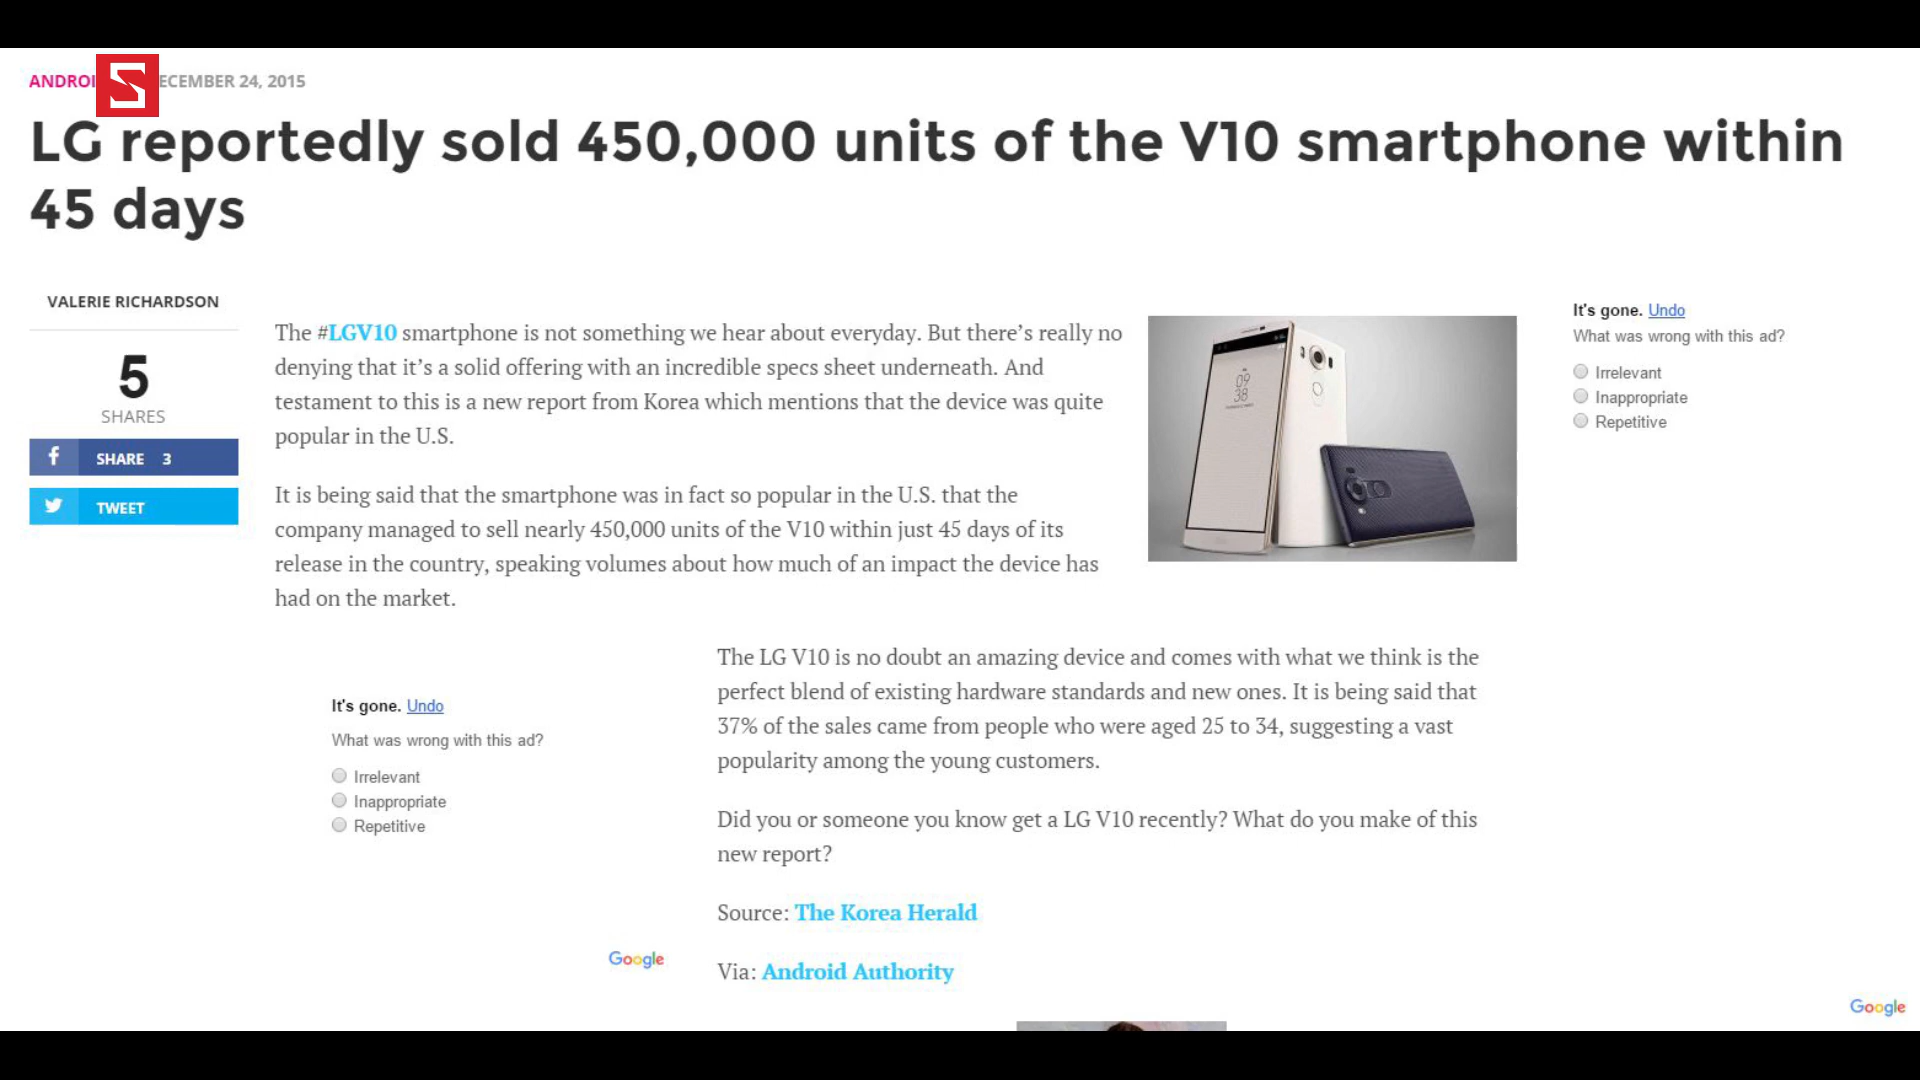 ANDROI
ECEMBER 24, 2015
LG reportedly sold 450,000 units of the V10 smartphone within
45 days
VALERIE RICHARDSON
5
SHARES
SHARE 3
TWEET
The #LGV10 smartphone is not something we hear about everyday. But there’s really no
denying that it’s a solid offering with an incredible specs sheet underneath. And
testament to this is a new report from Korea which mentions that the device was quite
popular in the U.S.
It is being said that the smartphone was in fact so popular in the U.S. that the
company managed to sell nearly 450,000 units of the V10 within just 45 days of its
release in the country, speaking volumes about how much of an impact the device has
had on the market.
09
38
It's gone. Undo
What was wrong with this ad?
Irrelevant
Inappropriate
Repetitive
It's gone. Undo
What was wrong with this ad?
Irrelevant
Inappropriate
Repetitive
Google
The LG V10 is no doubt an amazing device and comes with what we think is the
perfect blend of existing hardware standards and new ones. It is being said that
37% of the sales came from people who were aged 25 to 34, suggesting a vast
popularity among the young customers.
Did you or someone you know get a LG V10 recently? What do you make of this
new report?
Source: The Korea Herald
Via: Android Authority
Google